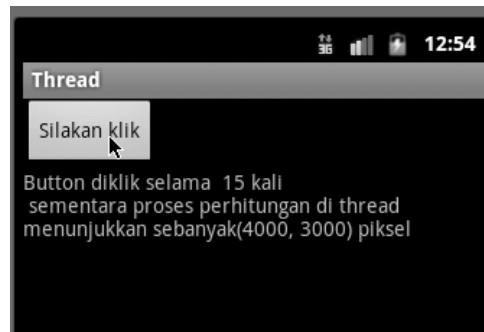 3G 12:54
Thread
Silakan klik
Button diklik selama 15 kali
sementara proses perhitungan di thread
menunjukkan sebanyak(4000, 3000) piksel